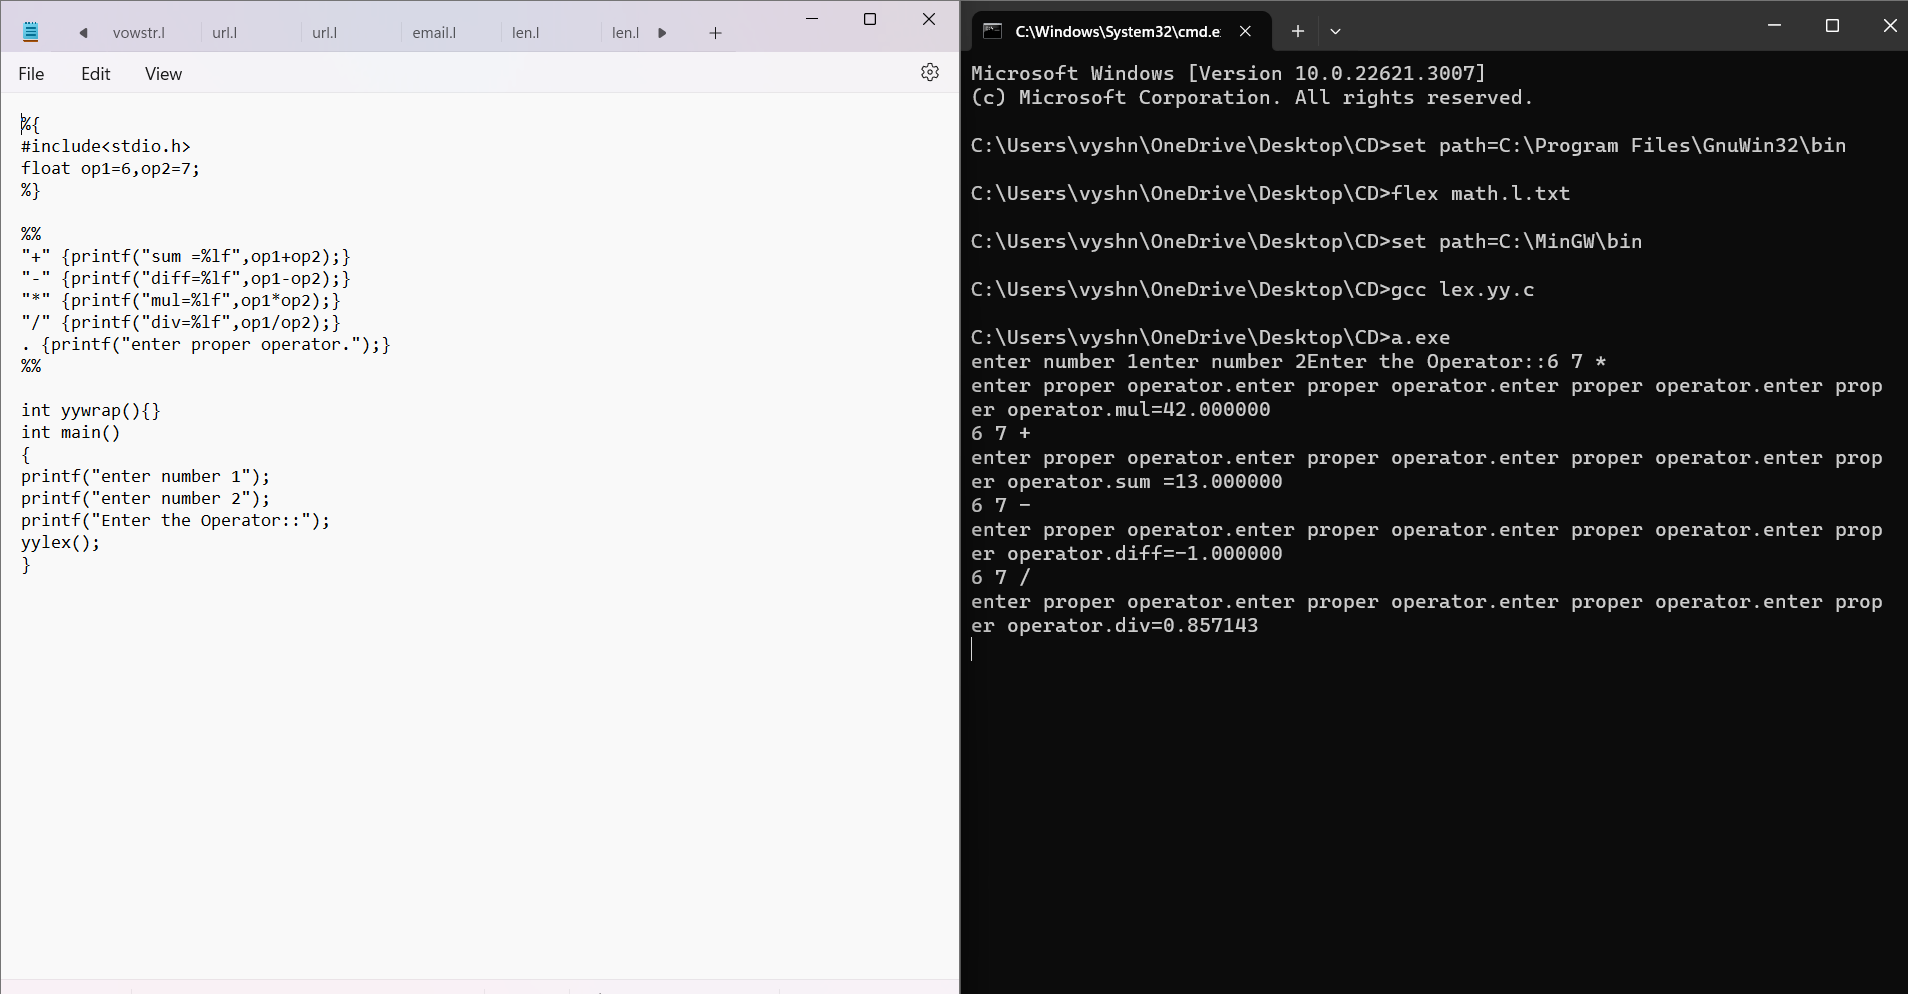 vowstr.l url.l url.l email.l len.l len.l
File Edit View
%{
#include<stdio.h>
float op1=6,op2=7;
%}
%%
"+" {printf("sum =%lf",op1+op2);}
"-" {printf("diff=%lf",op1-op2);}
"*" {printf("mul=%lf",op1*op2);}
"/" {printf("div=%lf",op1/op2);}
. {printf("enter proper operator.");}
%%
int yywrap(){}
int main()
{
printf("enter number 1");
printf("enter number 2");
printf("Enter the Operator::");
yylex();
}
C:\Windows\System32\cmd.e
Microsoft Windows [Version 10.0.22621.3007]
(c) Microsoft Corporation. All rights reserved.
C:\Users\vyshn\OneDrive\Desktop\CD>set path=C:\Program Files\GnuWin32\bin
C:\Users\vyshn\OneDrive\Desktop\CD>flex math.l.txt
C:\Users\vyshn\OneDrive\Desktop\CD>set path=C:\MinGW\bin
C:\Users\vyshn\OneDrive\Desktop\CD>gcc lex.yy.c
C:\Users\vyshn\OneDrive\Desktop\CD>a.exe
enter number 1enter number 2Enter the Operator::6 7 *
enter proper operator.enter proper operator.enter proper operator.enter prop
er operator.mul=42.000000
6 7 +
enter proper operator.enter proper operator.enter proper operator.enter prop
er operator.sum =13.000000
6 7 -
enter proper operator.enter proper operator.enter proper operator.enter prop
er operator.diff=-1.000000
6 7 /
enter proper operator.enter proper operator.enter proper operator.enter prop
er operator.div=0.857143